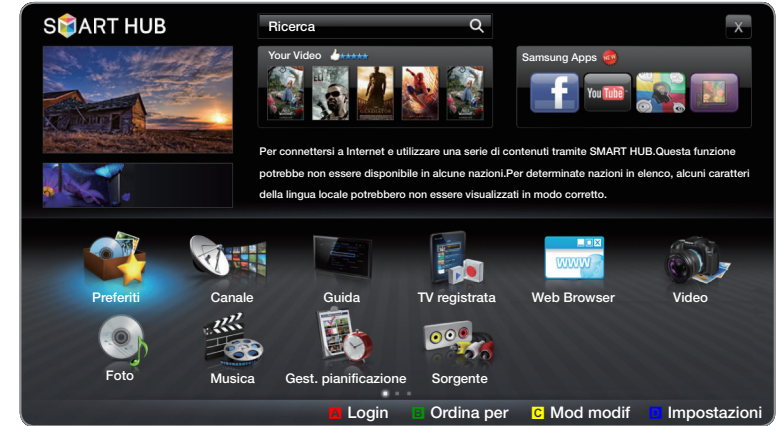 SMART HUB
Ricerca
X
Your Video
Samsung Apps NEW
You Tube
Per connettersi a Internet e utilizzare una serie di contenuti tramite SMART HUB.Questa funzione
potrebbe non essere disponibile in alcune nazioni.Per determinate nazioni in elenco, alcuni caratteri
della lingua locale potrebbero non essere visualizzati in modo corretto.
www
Preferiti Canale Guida TV registrata Web Browser Video
Foto Musica Gest. pianificazione Sorgente
A Login B Ordina per C Mod modif D Impostazioni